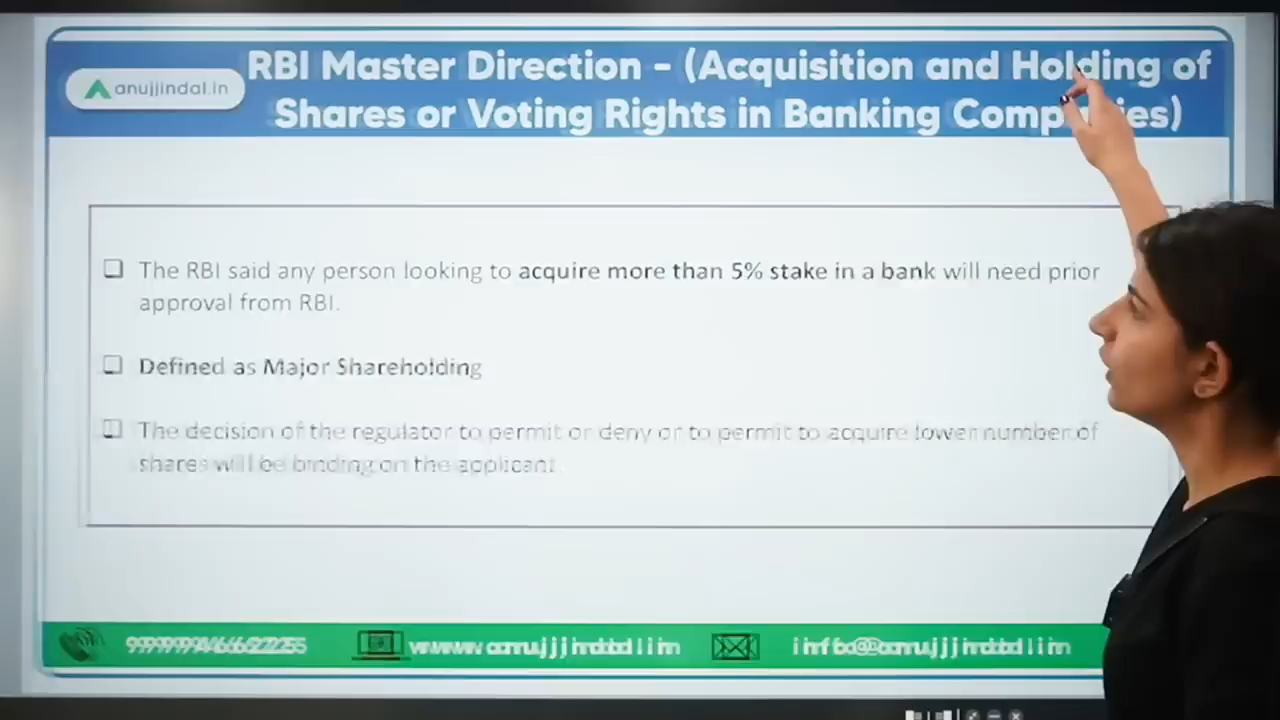 RBI Master Direction - (Acquisition and Holding of
anujjindal.in
Shares or Voting Rights in Banking Companies)
The RBI said any person looking to acquire more than 5% stake in a bank will need prior
approval from RBI.
Defined as Major Shareholding
The decision of the regulator to permit or deny or to permit to acquire lower number of
shares will be binding on the applicant